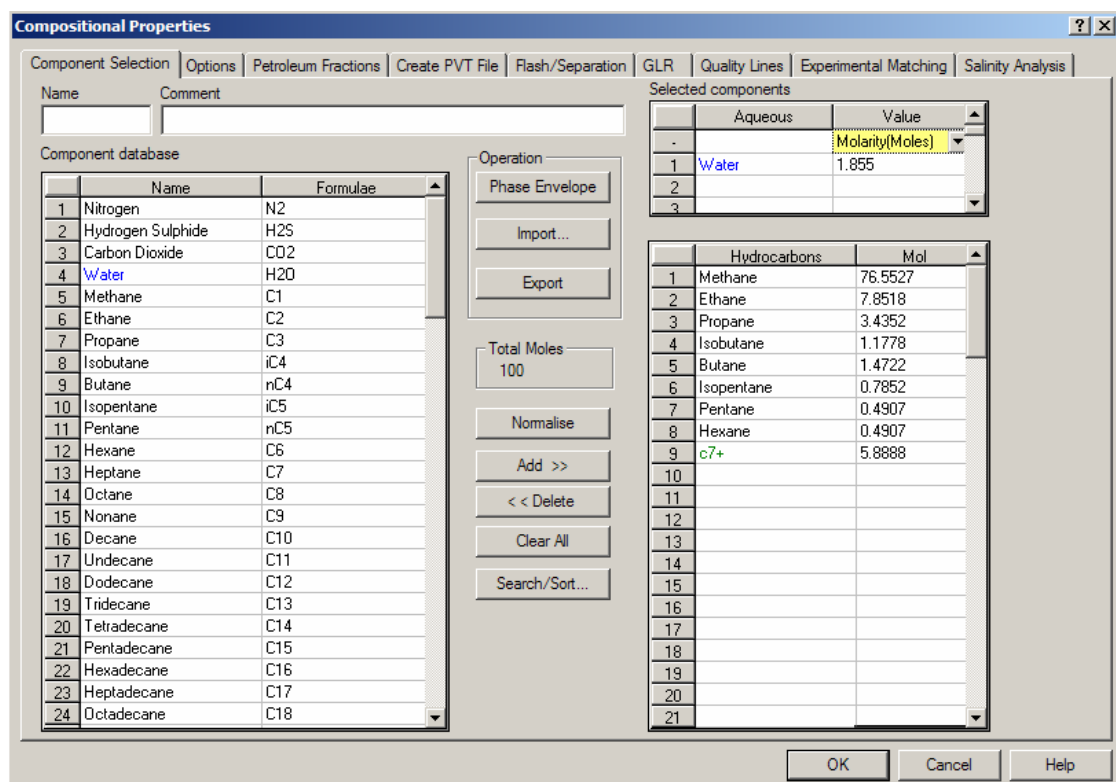 Compositional Properties ? X
Component Selection Options Petroleum Fractions Create PVT File Flash/Separation GLR Quality Lines Experimental Matching Salinity Analysis
Name Comment
Component database
Name Formulae
1 Nitrogen N2
2 Hydrogen Sulphide H2S
3 Carbon Dioxide CO2
4 Water H2O
5 Methane C1
6 Ethane C2
7 Propane C3
8 Isobutane iC4
9 Butane nC4
10 Isopentane iC5
11 Pentane nC5
12 Hexane C6
13 Heptane C7
14 Octane C8
15 Nonane C9
16 Decane C10
17 Undecane C11
18 Dodecane C12
19 Tridecane C13
20 Tetradecane C14
21 Pentadecane C15
22 Hexadecane C16
23 Heptadecane C17
24 Octadecane C18
Operation
Phase Envelope
Import...
Export
Total Moles
100
Normalise
Add >>
<< Delete
Clear All
Search/Sort...
Selected components
Aqueous Value
- Molarity(Moles)
1 Water 1.855
2
3
Hydrocarbons Mol
1 Methane 76.5527
2 Ethane 7.8518
3 Propane 3.4352
4 Isobutane 1.1778
5 Butane 1.4722
6 Isopentane 0.7852
7 Pentane 0.4907
8 Hexane 0.4907
9 c7+ 5.8888
10
11
12
13
14
15
16
17
18
19
20
21
OK Cancel Help